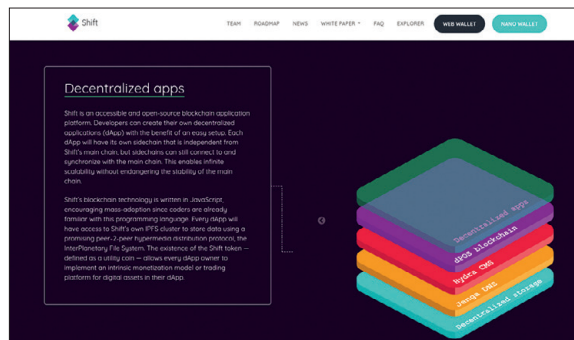 Shift
TEAM ROADMAP NEWS WHITE PAPER FAQ EXPLORER WEB WALLET NANO WALLET
Decentralized apps
Shift is an accessible and open-source blockchain application
platform. Developers can create their own decentralized
applications (dApp) with the benefit of an easy setup. Each
dApp will have its own sidechain that is independent from
Shift's main chain, but sidechains can still connect to and
synchronize with the main chain. This enables infinite
scalability without endangering the stability of the main
chain.
Shift's blockchain technology is written in JavaScript,
encouraging mass-adoption since coders are already
familiar with this programming language. Every dApp will
have access to Shift's own IPFS cluster to store data using a
promising peer-2-peer hypermedia distribution protocol, the
InterPlanetary File System. The existence of the Shift token —
defined as a utility coin — allows every dApp owner to
implement an intrinsic monetization model or trading
platform for digital assets in their dApp.
Decentralized apps
dPOS blockchain
Hydra CMS
Jenga DNS
Decentralized storage